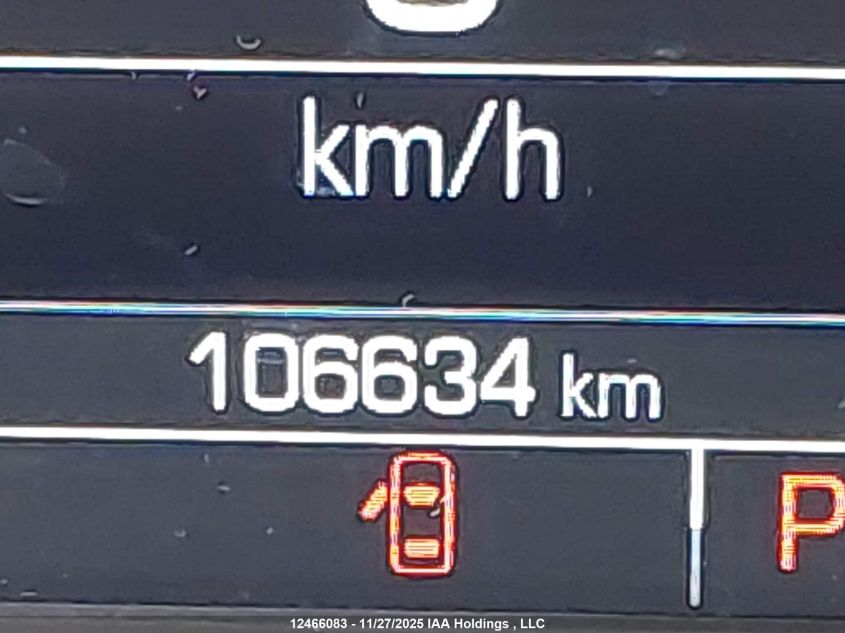 km/h
106634 km
P
12466083 - 11/27/2025 IAA Holdings , LLC